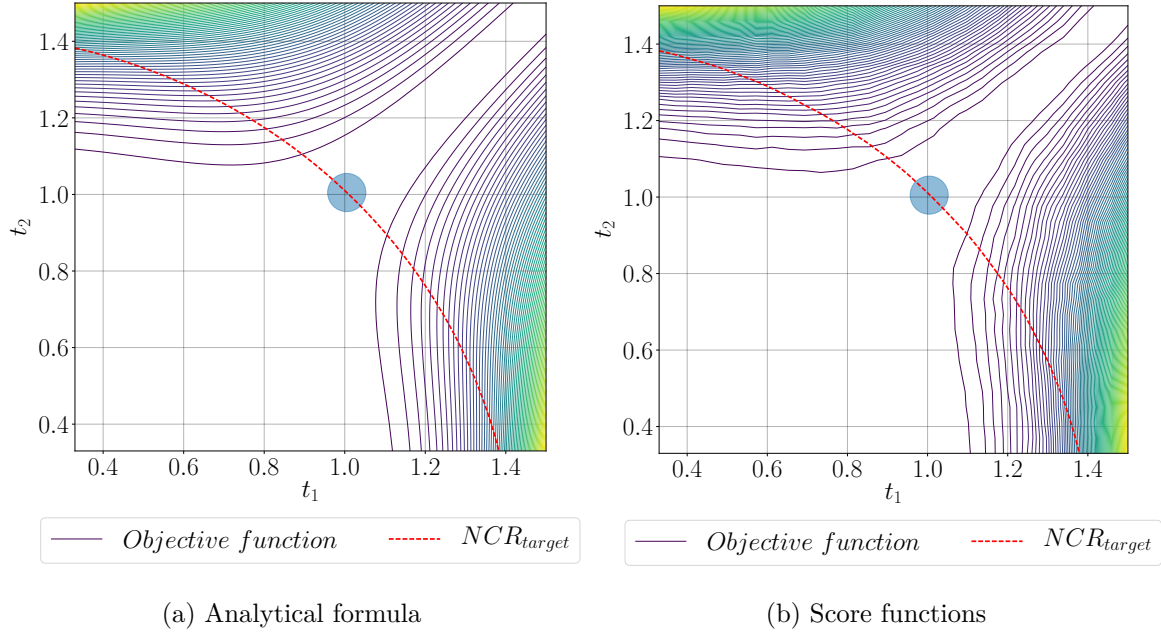 1.4
1.2
1.0
0.8
0.6
0.4
t₂
0.4 0.6 0.8 1.0 1.2 1.4
t₁
Objective function NCR_target
(a) Analytical formula
1.4
1.2
1.0
0.8
0.6
0.4
t₂
0.4 0.6 0.8 1.0 1.2 1.4
t₁
Objective function NCR_target
(b) Score functions